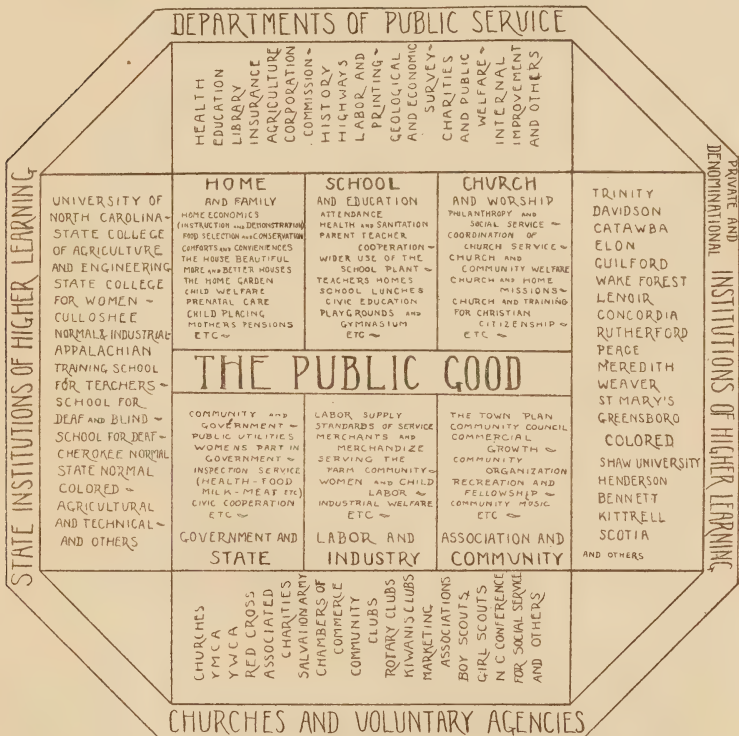 DEPARTMENTS OF PUBLIC SERVICE
HEALTH
EDUCATION
LIBRARY
INSURANCE
AGRICULTURE
CORPORATION
COMMISSION~
HISTORY
HIGHWAYS
LABOR AND
PRINTING~
GEOLOGICAL
AND ECONOMIC
SURVEY~
CHARITIES
AND PUBLIC
WELFARE~
INTERNAL
IMPROVEMENT
AND OTHERS
STATE INSTITUTIONS OF HIGHER LEARNING
UNIVERSITY OF
NORTH CAROLINA-
STATE COLLEGE
OF AGRICULTURE
AND ENGINEERING
STATE COLLEGE
FOR WOMEN ~
CULLOSHEE
NORMAL & INDUSTRIAL-
APPALACHIAN
TRAINING SCHOOL
FOR TEACHERS ~
SCHOOL FOR
DEAF AND BLIND ~
SCHOOL FOR DEAF-
CHEROKEE NORMAL
STATE NORMAL
COLORED ~
AGRICULTURAL
AND TECHNICAL-
AND OTHERS
HOME
AND FAMILY
HOME ECONOMICS
(INSTRUCTION AND DEMONSTRATION)
FOOD SELECTION AND CONSERVATION
COMFORTS AND CONVENIENCES
THE HOUSE BEAUTIFUL
MORE AND BETTER HOUSES
THE HOME GARDEN
CHILD WELFARE
PRENATAL CARE
CHILD PLACING
MOTHERS PENSIONS
ETC ~
SCHOOL
AND EDUCATION
ATTENDANCE
HEALTH AND SANITATION
PARENT TEACHER
COOPERATION ~
WIDER USE OF THE
SCHOOL PLANT ~
TEACHERS HOMES
SCHOOL LUNCHES
CIVIC EDUCATION
PLAYGROUNDS AND
GYMNASIUM
ETC ~
CHURCH
AND WORSHIP
PHILANTHROPY AND
SOCIAL SERVICE ~
COORDINATION OF
CHURCH SERVICE ~
CHURCH AND
COMMUNITY WELFARE
CHURCH AND HOME
MISSIONS ~
CHURCH AND TRAINING
FOR CHRISTIAN
CITIZENSHIP ~
ETC ~
THE PUBLIC GOOD
COMMUNITY AND
GOVERNMENT ~
PUBLIC UTILITIES
WOMENS PART IN
GOVERNMENT ~
INSPECTION SERVICE
(HEALTH - FOOD
MILK - MEAT ETC)
CIVIC COOPERATION
ETC ~
GOVERNMENT AND
STATE
LABOR SUPPLY
STANDARDS OF SERVICE
MERCHANTS AND
MERCHANDIZE
SERVING THE
FARM COMMUNITY ~
WOMEN AND CHILD
LABOR ~
INDUSTRIAL WELFARE
ETC ~
LABOR AND
INDUSTRY
THE TOWN PLAN
COMMUNITY COUNCIL
COMMERCIAL
GROWTH ~
COMMUNITY
ORGANIZATION
RECREATION AND
FELLOWSHIP ~
COMMUNITY MUSIC
ETC ~
ASSOCIATION AND
COMMUNITY
TRINITY
DAVIDSON
CATAWBA
ELON
GUILFORD
WAKE FOREST
LENOIR
CONCORDIA
RUTHERFORD
PEACE
MEREDITH
WEAVER
ST MARY'S
GREENSBORO
COLORED
SHAW UNIVERSITY
HENDERSON
BENNETT
KITTRELL
SCOTIA
AND OTHERS
PRIVATE AND
DENOMINATIONAL INSTITUTIONS OF HIGHER LEARNING
CHURCHES
YMCA
YWCA
RED CROSS
ASSOCIATED
CHARITIES
SALVATION ARMY
CHAMBERS OF
COMMERCE
COMMUNITY
CLUBS
ROTARY CLUBS
KIWANIS CLUBS
MARKETING
ASSOCIATIONS
BOY SCOUTS
GIRL SCOUTS
N C CONFERENCE
FOR SOCIAL SERVICE
AND OTHERS
CHURCHES AND VOLUNTARY AGENCIES